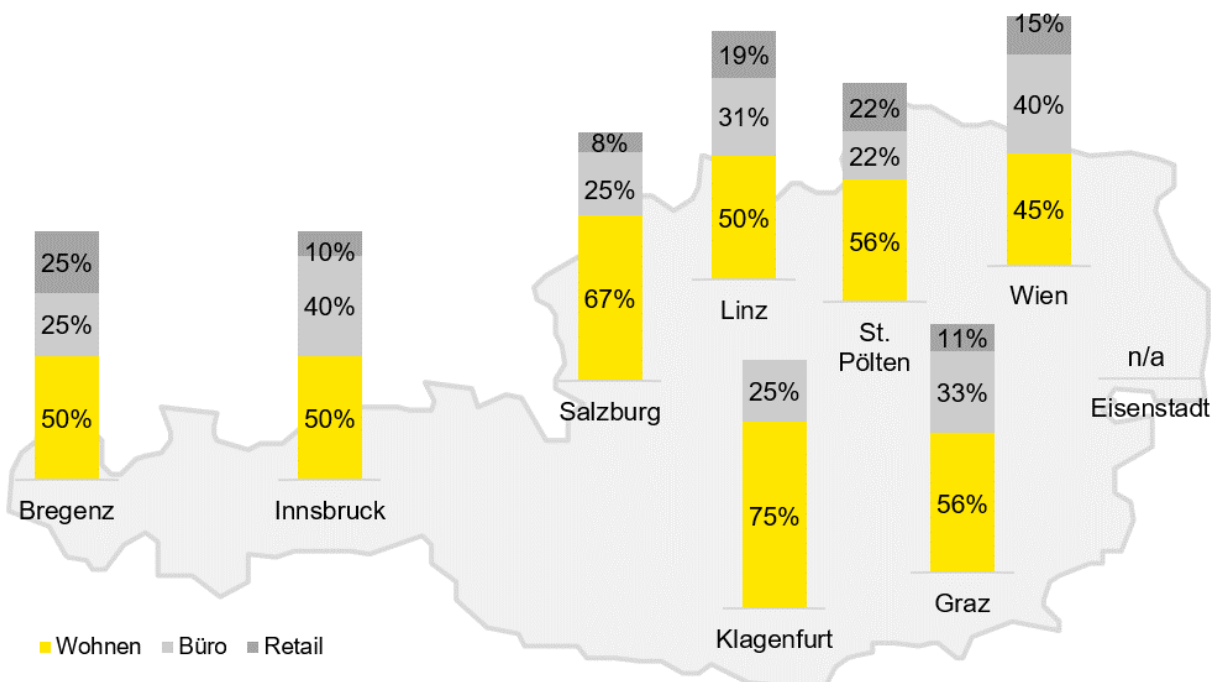 15%
40%
45%
Wien
19%
31%
50%
Linz
22%
22%
56%
St.
Pölten
8%
25%
67%
Salzburg
25%
25%
50%
Bregenz
10%
40%
50%
Innsbruck
25%
75%
Klagenfurt
11%
33%
56%
Graz
n/a
Eisenstadt
Wohnen Büro Retail